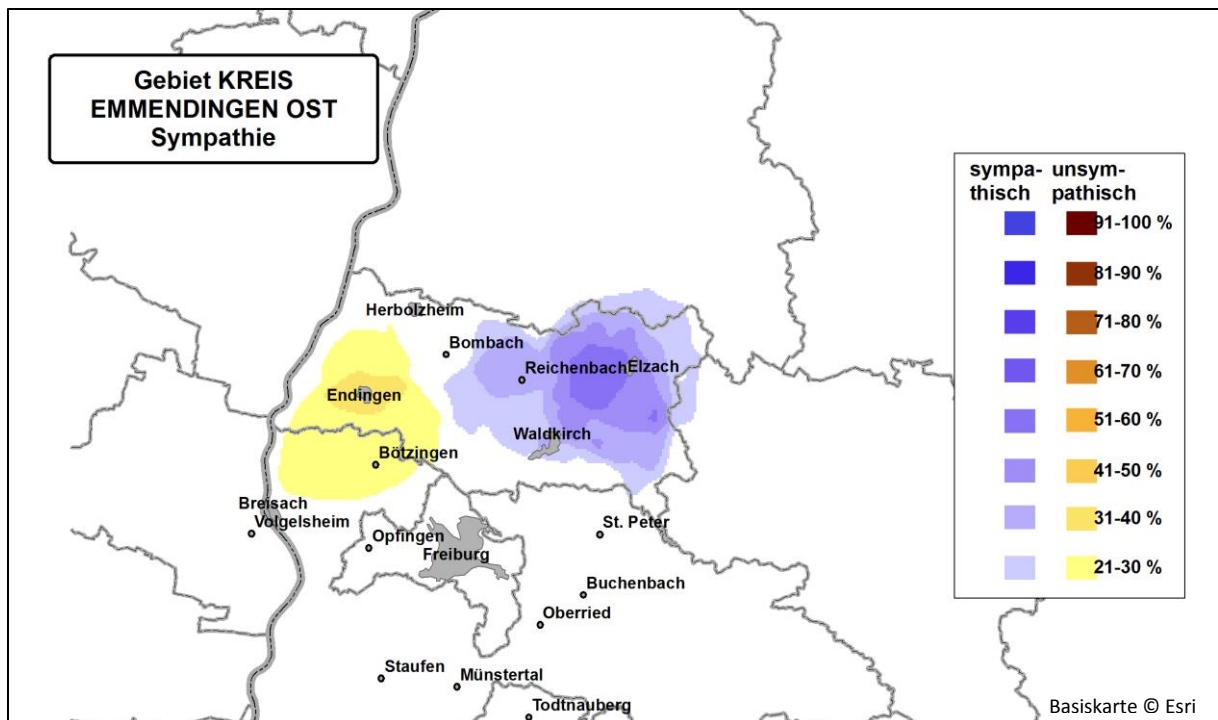 Gebiet KREIS
EMMENDINGEN OST
Sympathie
sympa-
thisch
unsym-
pathisch
91-100 %
81-90 %
71-80 %
61-70 %
51-60 %
41-50 %
31-40 %
21-30 %
Herbolzheim
Bombach
Reichenbach
Elzach
Endingen
Waldkirch
Bötzingen
Breisach
Volgelsheim
St. Peter
Opfingen
Freiburg
Buchenbach
Oberried
Staufen
Münstertal
Todtnauberg
Basiskarte © Esri